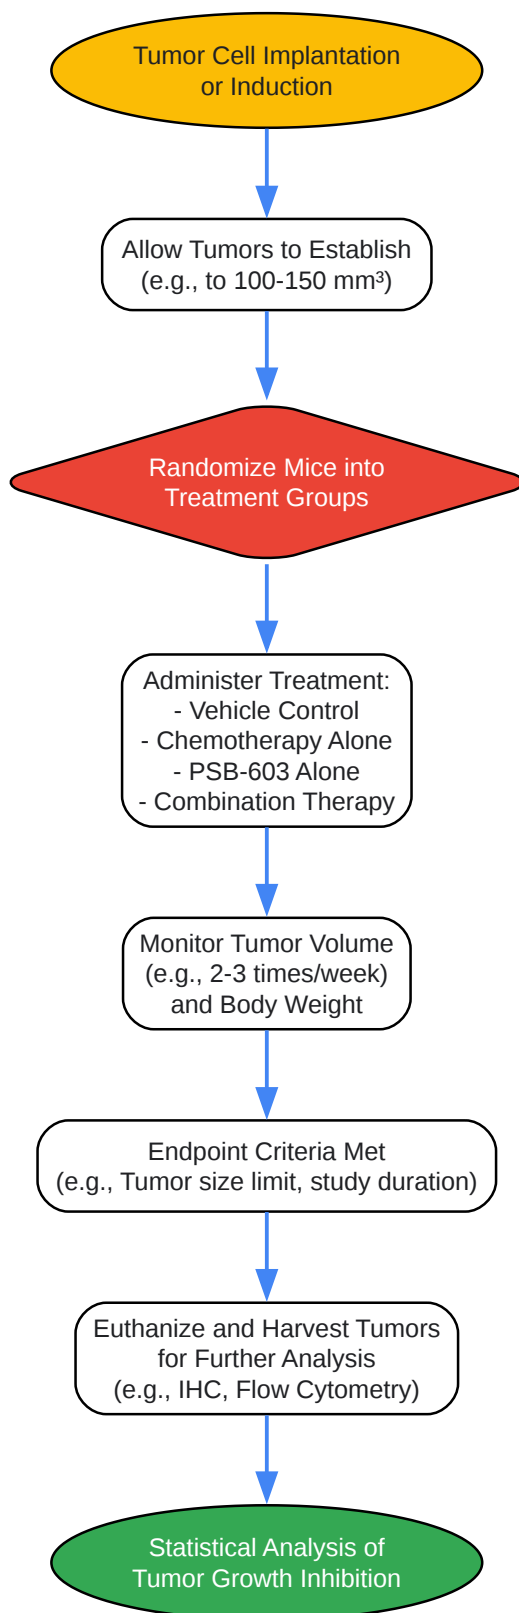 Tumor Cell Implantation
or Induction
Allow Tumors to Establish
(e.g., to 100-150 mm³)
Randomize Mice into
Treatment Groups
Administer Treatment:
- Vehicle Control
- Chemotherapy Alone
- PSB-603 Alone
- Combination Therapy
Monitor Tumor Volume
(e.g., 2-3 times/week)
and Body Weight
Endpoint Criteria Met
(e.g., Tumor size limit, study duration)
Euthanize and Harvest Tumors
for Further Analysis
(e.g., IHC, Flow Cytometry)
Statistical Analysis of
Tumor Growth Inhibition